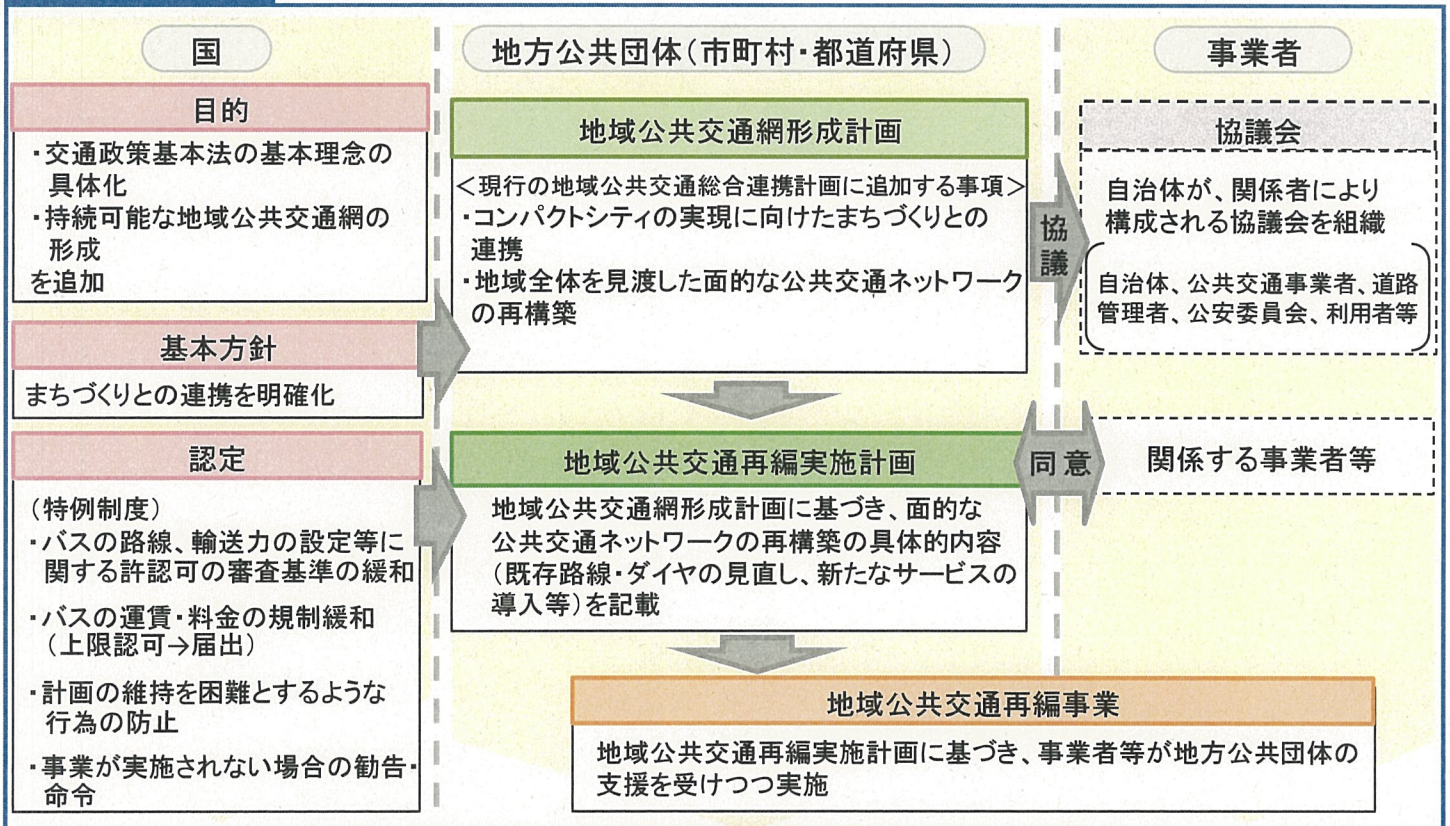 国
目的
・交通政策基本法の基本理念の
具体化
・持続可能な地域公共交通網の
形成
を追加
基本方針
まちづくりとの連携を明確化
認定
（特例制度）
・バスの路線、輸送力の設定等に
関する許認可の審査基準の緩和
・バスの運賃・料金の規制緩和
（上限認可→届出）
・計画の維持を困難とするような
行為の防止
・事業が実施されない場合の勧告・
命令
地方公共団体（市町村・都道府県）
地域公共交通網形成計画
＜現行の地域公共交通総合連携計画に追加する事項＞
・コンパクトシティの実現に向けたまちづくりとの
連携
・地域全体を見渡した面的な公共交通ネットワーク
の再構築
協議
地域公共交通再編実施計画
地域公共交通網形成計画に基づき、面的な
公共交通ネットワークの再構築の具体的内容
（既存路線・ダイヤの見直し、新たなサービスの
導入等）を記載
同意
事業者
協議会
自治体が、関係者により
構成される協議会を組織
自治体、公共交通事業者、道路
管理者、公安委員会、利用者等
関係する事業者等
地域公共交通再編事業
地域公共交通再編実施計画に基づき、事業者等が地方公共団体の
支援を受けつつ実施